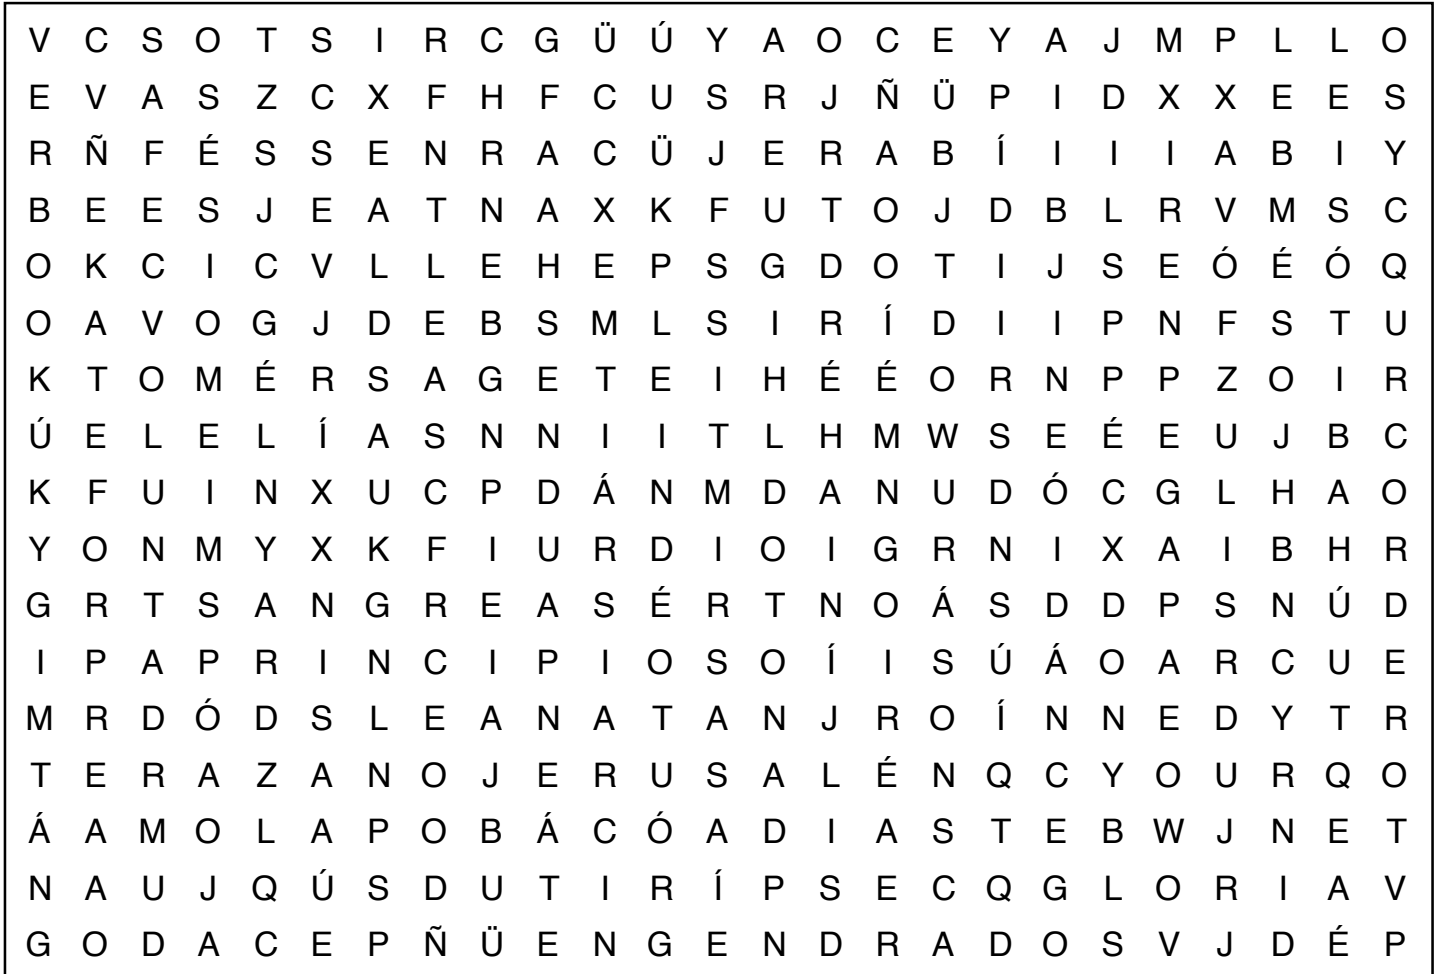 V C S O T S I R C G Ü Ú Y A O C E Y A J M P L L O
E V A S Z C X F H F C U S R J Ñ Ü P I D X X E E S
R Ñ F É S S E N R A C Ü J E R A B Í I I I A B I Y
B E E S J E A T N A X K F U T O J D B L R V M S C
O K C I C V L L E H E P S G D O T I J S E Ó É Ó Q
O A V O G J D E B S M L S I R Í D I I P N F S T U
K T O M É R S A G E T E I H É É O R N P P Z O I R
Ú E L E L Í A S N N I I T L H M W S E É E U J B C
K F U I N X U C P D Á N M D A N U D Ó C G L H A O
Y O N M Y X K F I U R D I O I G R N I X A I B H R
G R T S A N G R E A S É R T N O Á S D D P S N Ú D
I P A P R I N C I P I O S O Í I S Ú Á O A R C U E
M R D Ó D S L E A N A T A N J R O Í N N E D Y T R
T E R A Z A N O J E R U S A L É N Q C Y O U R Q O
Á A M O L A P O B Á C Ó A D I A S T E B W J N E T
N A U J Q Ú S D U T I R Í P S E C Q G L O R I A V
G O D A C E P Ñ Ü E N G E N D R A D O S V J D É P